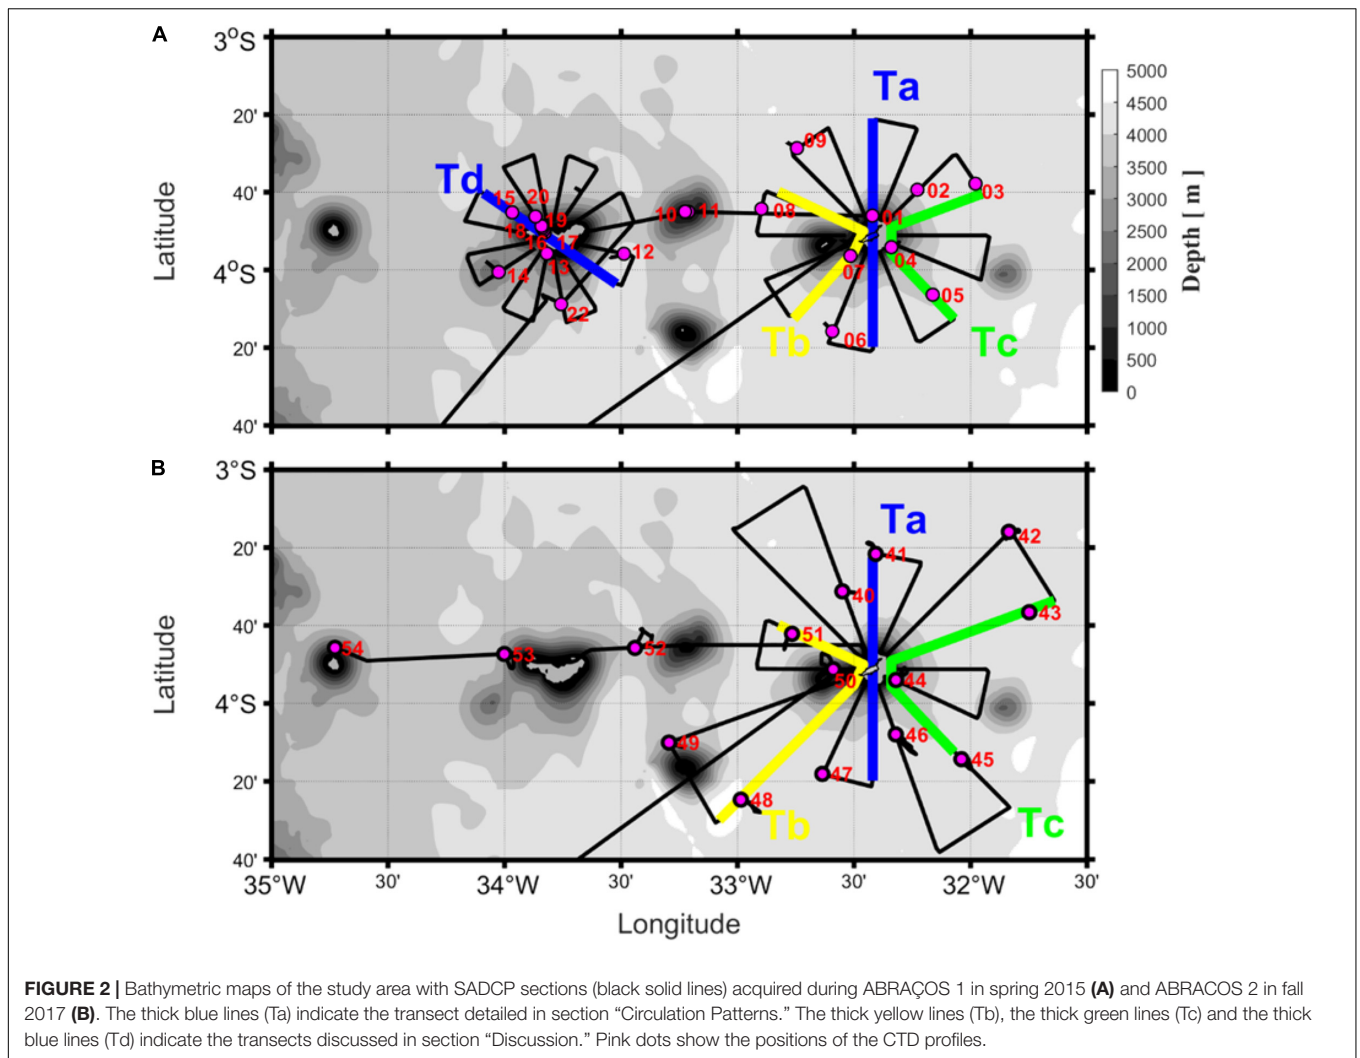 A
3°S
20'
40'
4°S
20'
40'
Latitude
Ta
Td
Tb
Tc
09
02
03
08
01
04
07
05
06
10
11
12
15
20
19
18
16
17
13
14
22
5000
4500
4000
3500
3000
2500
2000
1500
1000
500
0
Depth [ m ]
B
3°S
20'
40'
4°S
20'
40'
Latitude
Ta
Tb
Tc
41
42
40
43
51
52
53
54
50
44
49
46
45
47
48
35°W
30'
34°W
30'
33°W
30'
32°W
30'
Longitude
FIGURE 2 | Bathymetric maps of the study area with SADCP sections (black solid lines) acquired during ABRAÇOS 1 in spring 2015 (A) and ABRACOS 2 in fall
2017 (B). The thick blue lines (Ta) indicate the transect detailed in section “Circulation Patterns.” The thick yellow lines (Tb), the thick green lines (Tc) and the thick
blue lines (Td) indicate the transects discussed in section “Discussion.” Pink dots show the positions of the CTD profiles.